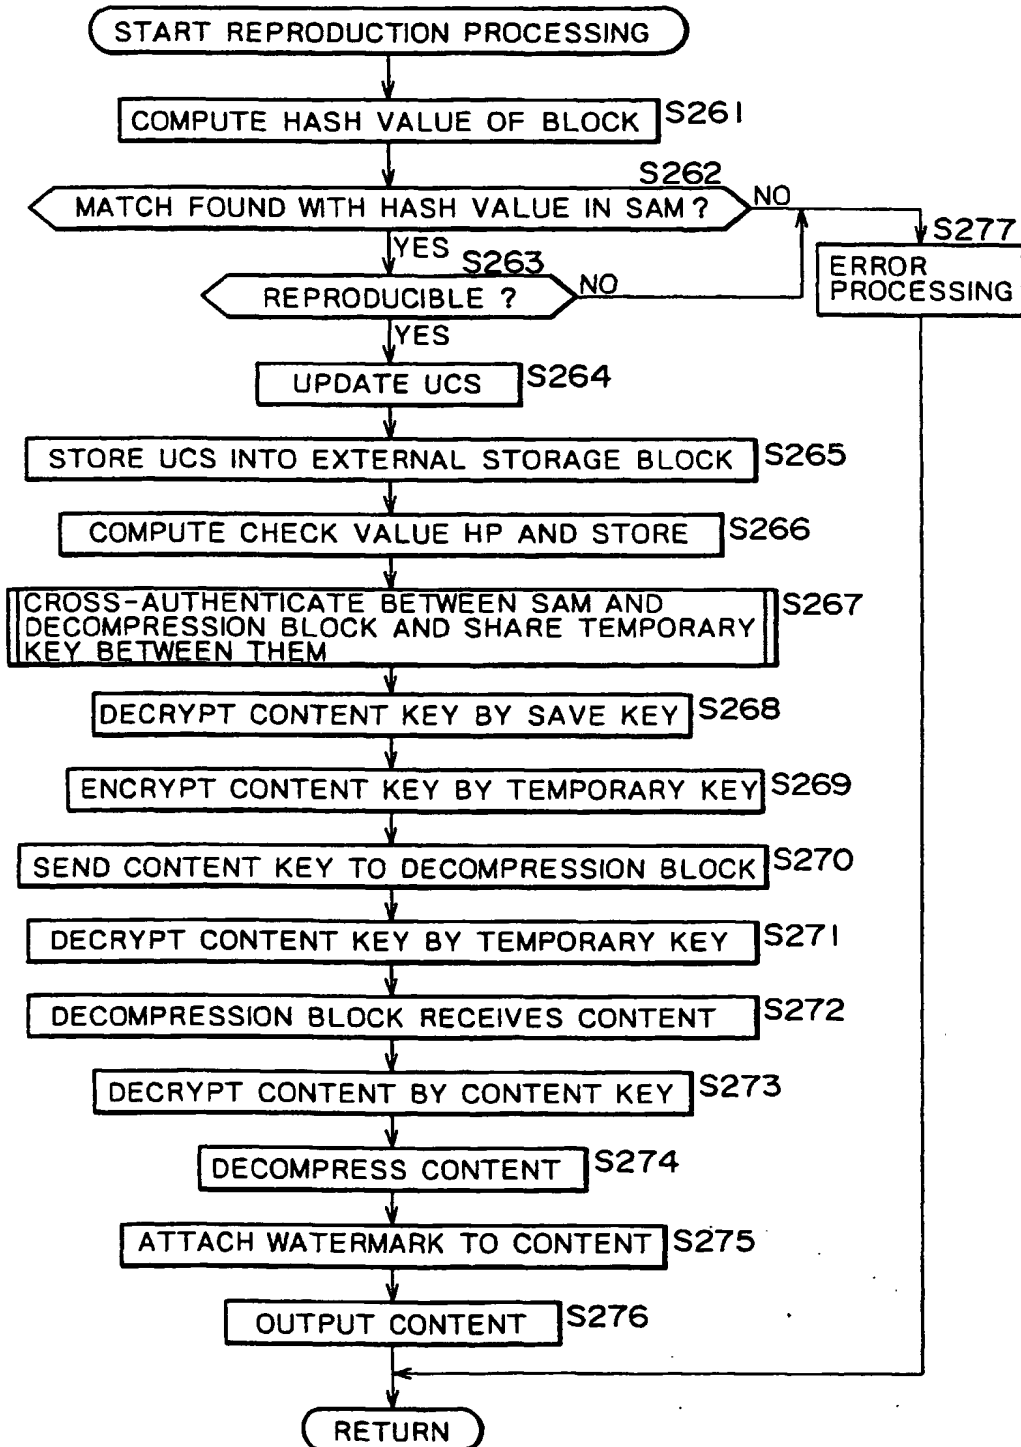 START REPRODUCTION PROCESSING
COMPUTE HASH VALUE OF BLOCK
S261
S262
MATCH FOUND WITH HASH VALUE IN SAM ?
NO
YES
S263
REPRODUCIBLE ?
NO
S277
ERROR
PROCESSING
YES
UPDATE UCS
S264
STORE UCS INTO EXTERNAL STORAGE BLOCK
S265
COMPUTE CHECK VALUE HP AND STORE
S266
CROSS-AUTHENTICATE BETWEEN SAM AND
DECOMPRESSION BLOCK AND SHARE TEMPORARY
KEY BETWEEN THEM
S267
DECRYPT CONTENT KEY BY SAVE KEY
S268
ENCRYPT CONTENT KEY BY TEMPORARY KEY
S269
SEND CONTENT KEY TO DECOMPRESSION BLOCK
S270
DECRYPT CONTENT KEY BY TEMPORARY KEY
S271
DECOMPRESSION BLOCK RECEIVES CONTENT
S272
DECRYPT CONTENT BY CONTENT KEY
S273
DECOMPRESS CONTENT
S274
ATTACH WATERMARK TO CONTENT
S275
OUTPUT CONTENT
S276
RETURN